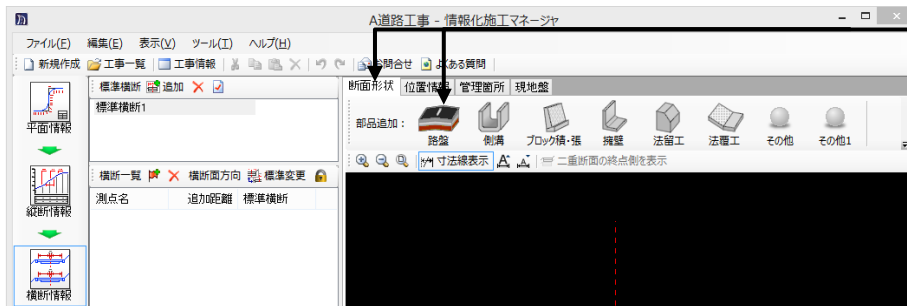 A道路工事 - 情報化施工マネージャ
ファイル(F) 編集(E) 表示(V) ツール(T) ヘルプ(H)
新規作成 工事一覧 工事情報 お問合せ よくある質問
標準横断 追加
標準横断1
平面情報
縦断情報
横断情報
横断一覧 横断面方向 標準変更
測点名 追加距離 標準横断
断面形状 位置情報 管理箇所 現地盤
部品追加:
路盤 側溝 ブロック積・張 擁壁 法留工 法覆工 その他 その他1
寸法線表示 A A 二重断面の終点側を表示